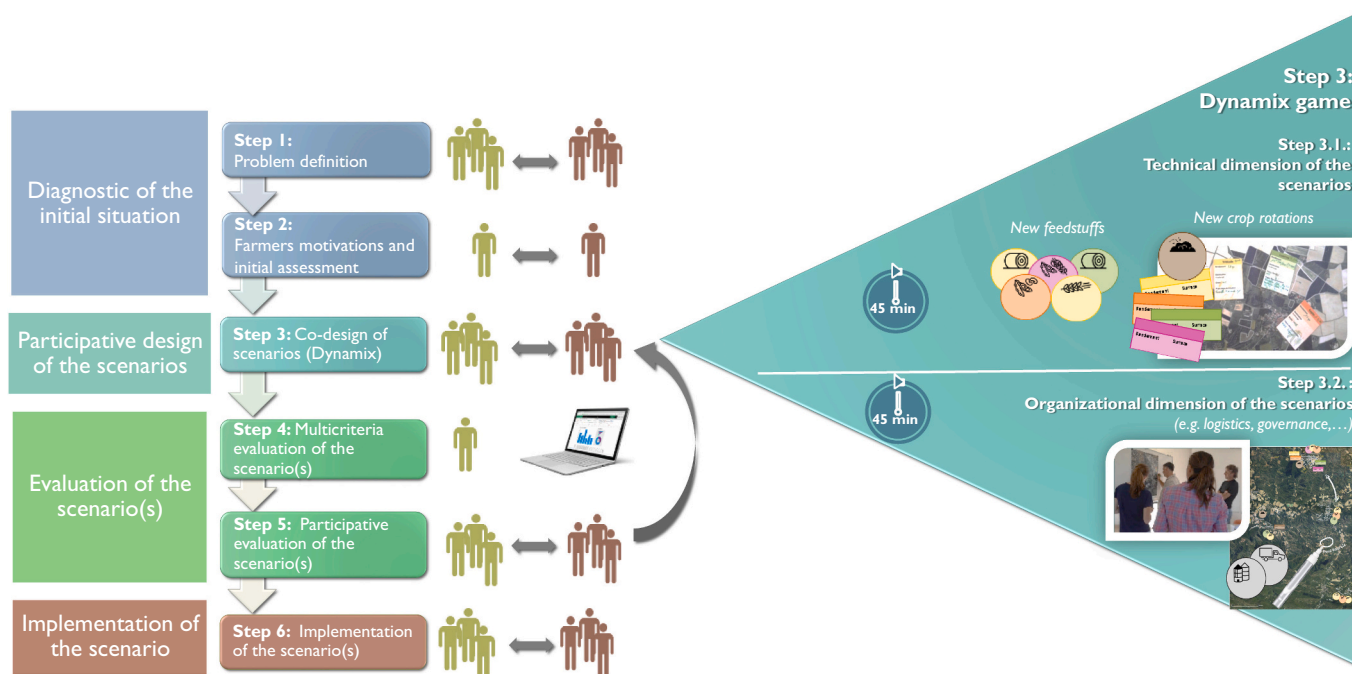 Diagnostic of the
initial situation
Step 1:
Problem definition
Step 2:
Farmers motivations and
initial assessment
Participative design
of the scenarios
Step 3: Co-design of
scenarios (Dynamix)
Evaluation of the
scenario(s)
Step 4: Multicriteria
evaluation of the
scenario(s)
Step 5: Participative
evaluation of the
scenario(s)
Implementation of
the scenario
Step 6: Implementation
of the scenario(s)
Step 3:
Dynamix game
Step 3.1.:
Technical dimension of the
scenarios
New feedstuffs
New crop rotations
45 min
Rendement Surface
Step 3.2. :
45 min
Organizational dimension of the scenarios
(e.g. logistics, governance,...)